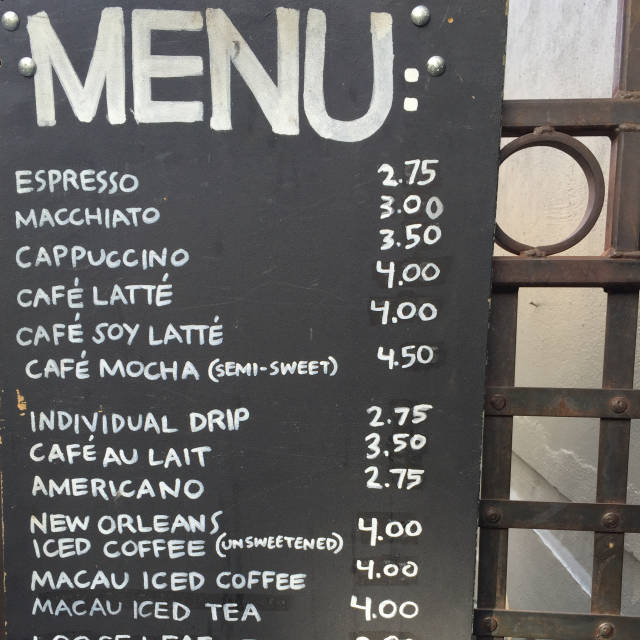 MENU:
ESPRESSO 2.75
MACCHIATO 3.00
CAPPUCCINO 3.50
CAFÉ LATTÉ 4.00
CAFÉ SOY LATTÉ 4.00
CAFÉ MOCHA (SEMI-SWEET) 4.50
INDIVIDUAL DRIP 2.75
CAFÉ AU LAIT 3.50
AMERICANO 2.75
NEW ORLEANS
ICED COFFEE (UNSWEETENED) 4.00
MACAU ICED COFFEE 4.00
MACAU ICED TEA 4.00
LOOSE LEAF